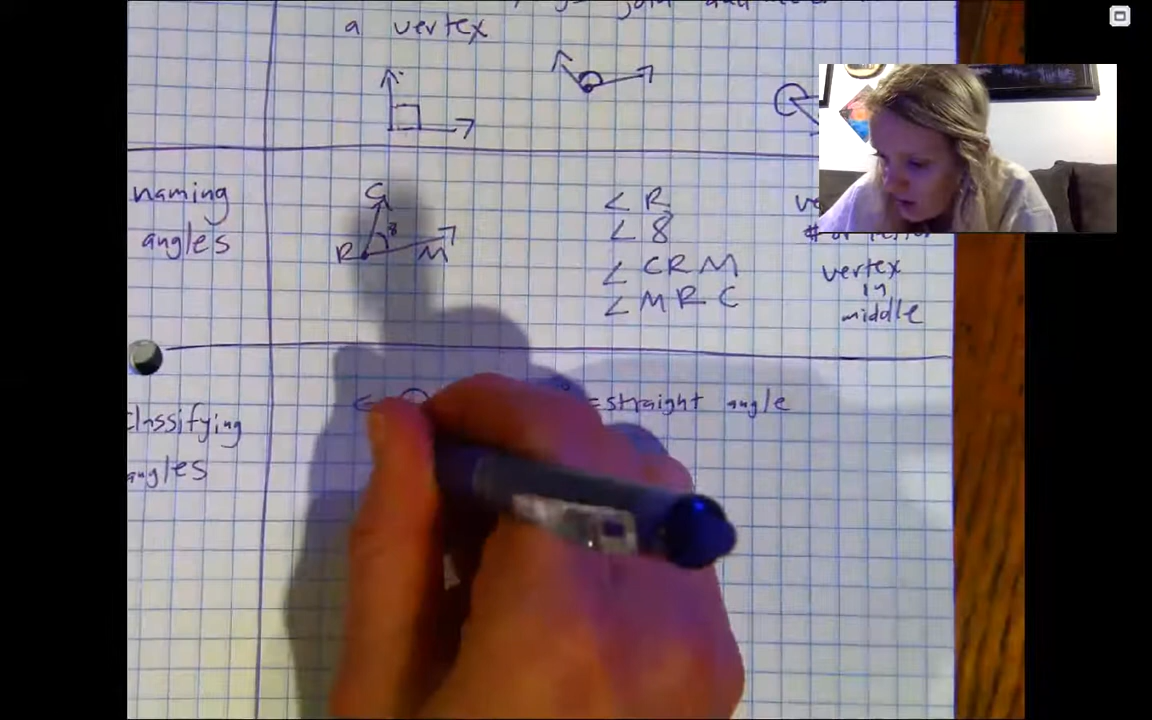 a vertex
naming
angles
C
8
R M
< R
< 8
< CRM
< MRC
vertex
in
middle
classifying
angles
= straight angle